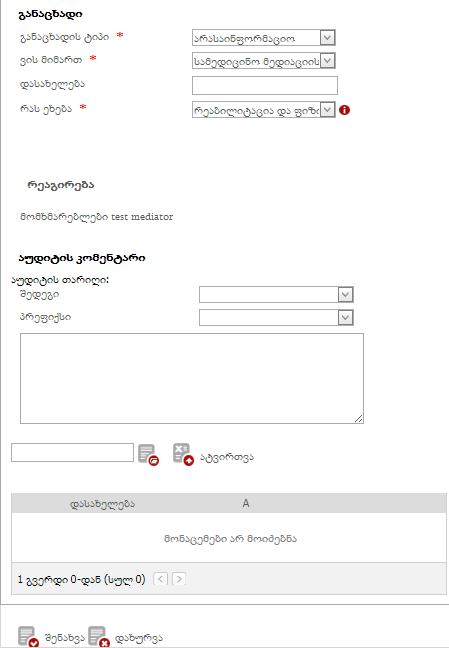 განაცხადი
განაცხადის ტიპი *
არასაინფორმაციო
ვის მიმართ *
სამედიცინო მედიაციის
დასახელება
რას ეხება *
რეაბილიტაცია და ფიზი
რეაგირება
მომხმარებლები test mediator
აუდიტის კომენტარი
აუდიტის თარიღი:
შედეგი
პრეფიქსი
ატვირთვა
დასახელება A
მონაცემები არ მოიძებნა
1 გვერდი 0-დან (სულ 0)
შენახვა დახურვა